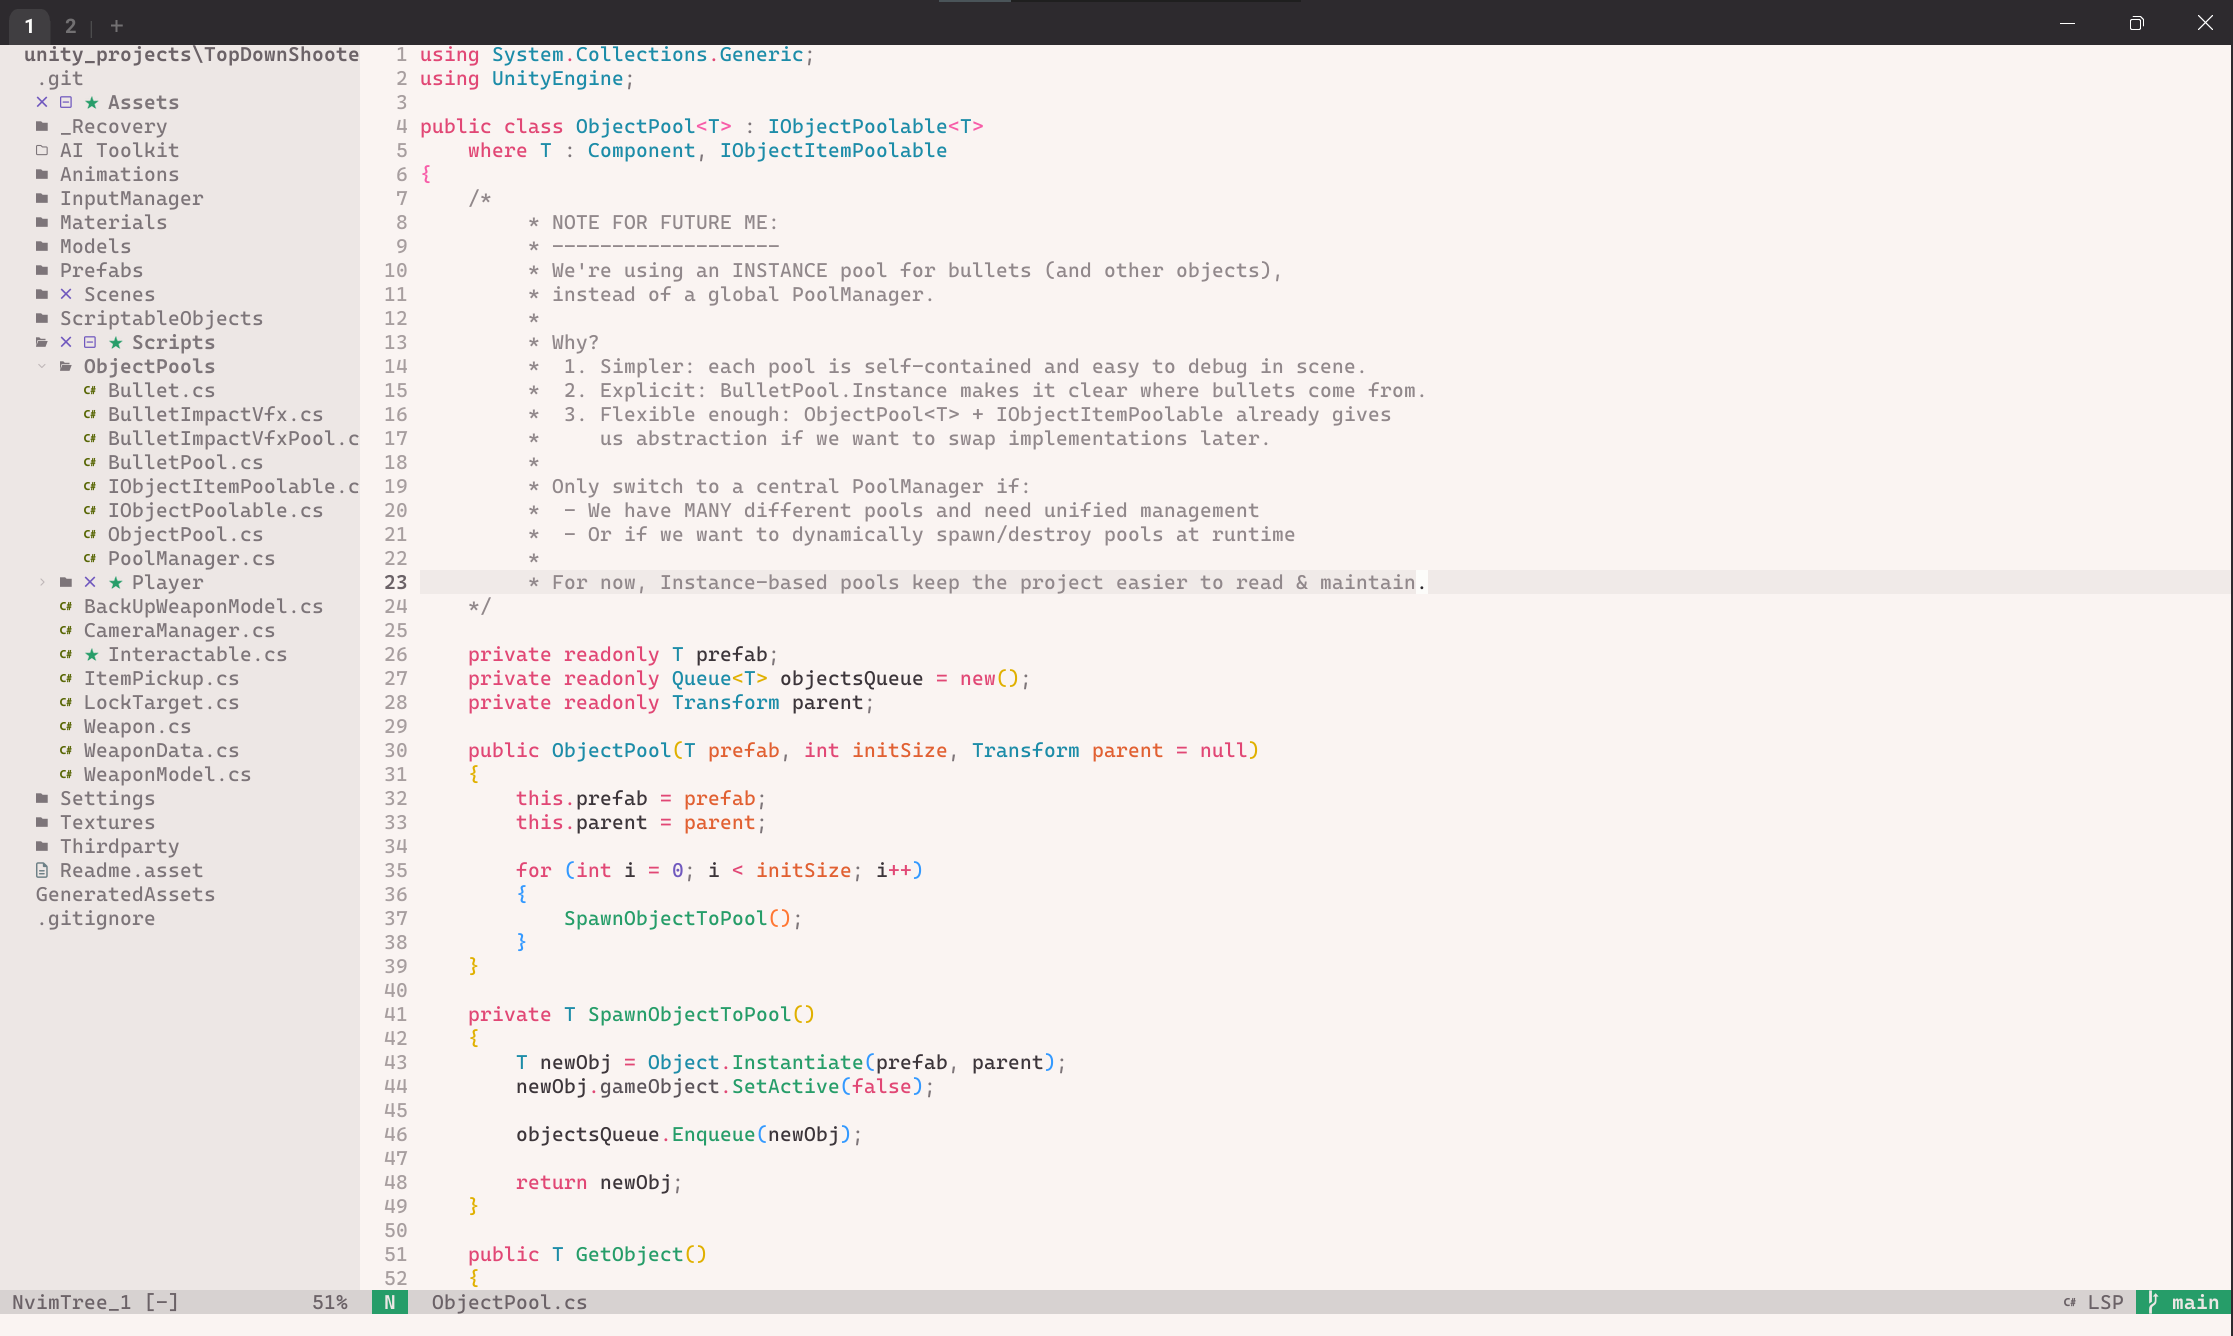 1 2 +
unity_projects\TopDownShoote
.git
Assets
_Recovery
AI Toolkit
Animations
InputManager
Materials
Models
Prefabs
Scenes
ScriptableObjects
Scripts
ObjectPools
C# Bullet.cs
C# BulletImpactVfx.cs
C# BulletImpactVfxPool.c
C# BulletPool.cs
C# IObjectItemPoolable.c
C# IObjectPoolable.cs
C# ObjectPool.cs
C# PoolManager.cs
Player
C# BackUpWeaponModel.cs
C# CameraManager.cs
C# Interactable.cs
C# ItemPickup.cs
C# LockTarget.cs
C# Weapon.cs
C# WeaponData.cs
C# WeaponModel.cs
Settings
Textures
Thirdparty
Readme.asset
GeneratedAssets
.gitignore
1 using System.Collections.Generic;
2 using UnityEngine;
3
4 public class ObjectPool<T> : IObjectPoolable<T>
5     where T : Component, IObjectItemPoolable
6 {
7     /*
8          * NOTE FOR FUTURE ME:
9          * -------------------
10          * We're using an INSTANCE pool for bullets (and other objects),
11          * instead of a global PoolManager.
12          *
13          * Why?
14          *  1. Simpler: each pool is self-contained and easy to debug in scene.
15          *  2. Explicit: BulletPool.Instance makes it clear where bullets come from.
16          *  3. Flexible enough: ObjectPool<T> + IObjectItemPoolable already gives
17          *     us abstraction if we want to swap implementations later.
18          *
19          * Only switch to a central PoolManager if:
20          *  - We have MANY different pools and need unified management
21          *  - Or if we want to dynamically spawn/destroy pools at runtime
22          *
23          * For now, Instance-based pools keep the project easier to read & maintain.
24     */
25
26     private readonly T prefab;
27     private readonly Queue<T> objectsQueue = new();
28     private readonly Transform parent;
29
30     public ObjectPool(T prefab, int initSize, Transform parent = null)
31     {
32         this.prefab = prefab;
33         this.parent = parent;
34
35         for (int i = 0; i < initSize; i++)
36         {
37             SpawnObjectToPool();
38         }
39     }
40
41     private T SpawnObjectToPool()
42     {
43         T newObj = Object.Instantiate(prefab, parent);
44         newObj.gameObject.SetActive(false);
45
46         objectsQueue.Enqueue(newObj);
47
48         return newObj;
49     }
50
51     public T GetObject()
52     {
NvimTree_1 [-] 51% N ObjectPool.cs C# LSP main